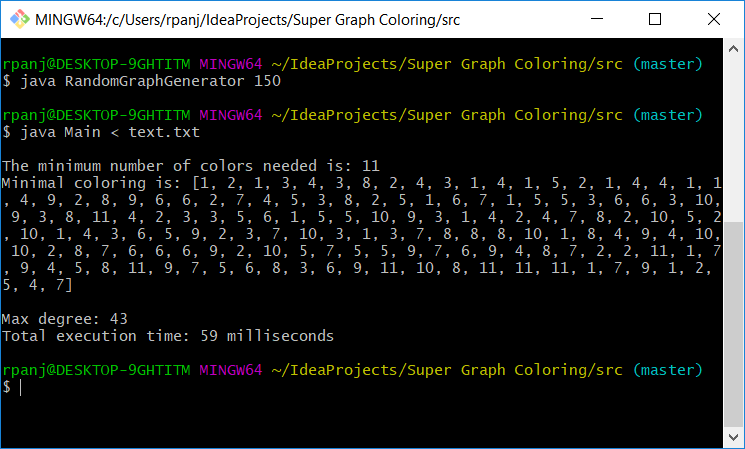 MINGW64:/c/Users/rpanj/IdeaProjects/Super Graph Coloring/src
rpanj@DESKTOP-9GHTITM MINGW64 ~/IdeaProjects/Super Graph Coloring/src (master)
$ java RandomGraphGenerator 150
rpanj@DESKTOP-9GHTITM MINGW64 ~/IdeaProjects/Super Graph Coloring/src (master)
$ java Main < text.txt
The minimum number of colors needed is: 11
Minimal coloring is: [1, 2, 1, 3, 4, 3, 8, 2, 4, 3, 1, 4, 1, 5, 2, 1, 4, 4, 1, 1
, 4, 9, 2, 8, 9, 6, 6, 2, 7, 4, 5, 3, 8, 2, 5, 1, 6, 7, 1, 5, 5, 3, 6, 6, 3, 10,
 9, 3, 8, 11, 4, 2, 3, 3, 5, 6, 1, 5, 5, 10, 9, 3, 1, 4, 2, 4, 7, 8, 2, 10, 5, 2
, 10, 1, 4, 3, 6, 5, 9, 2, 3, 7, 10, 3, 1, 3, 7, 8, 8, 8, 10, 1, 8, 4, 9, 4, 10,
 10, 2, 8, 7, 6, 6, 6, 9, 2, 10, 5, 7, 5, 5, 9, 7, 6, 9, 4, 8, 7, 2, 2, 11, 1, 7
, 9, 4, 5, 8, 11, 9, 7, 5, 6, 8, 3, 6, 9, 11, 10, 8, 11, 11, 11, 1, 7, 9, 1, 2,
5, 4, 7]
Max degree: 43
Total execution time: 59 milliseconds
rpanj@DESKTOP-9GHTITM MINGW64 ~/IdeaProjects/Super Graph Coloring/src (master)
$